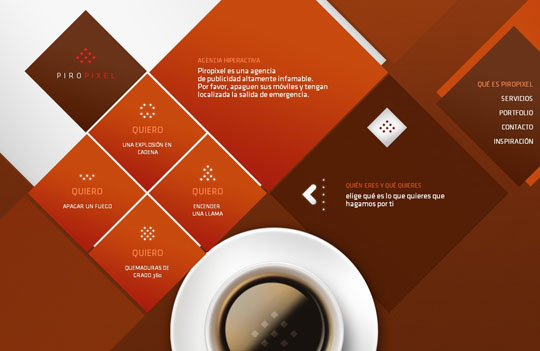 PIROPIXEL
AGENCIA HIPERACTIVA
Piropixel es una agencia
de publicidad altamente inflamable.
Por favor, apaguen sus móviles y tengan
localizada la salida de emergencia.
QUIERO
UNA EXPLOSIÓN EN
CADENA
QUIERO
APAGAR UN FUEGO
QUIERO
ENCENDER
UNA LLAMA
QUIERO
QUEMADURAS DE
GRADO 360
QUIÉN ERES Y QUÉ QUIERES
elige qué es lo que quieres que
hagamos por ti
QUÉ ES PIROPIXEL
SERVICIOS
PORTFOLIO
CONTACTO
INSPIRACIÓN